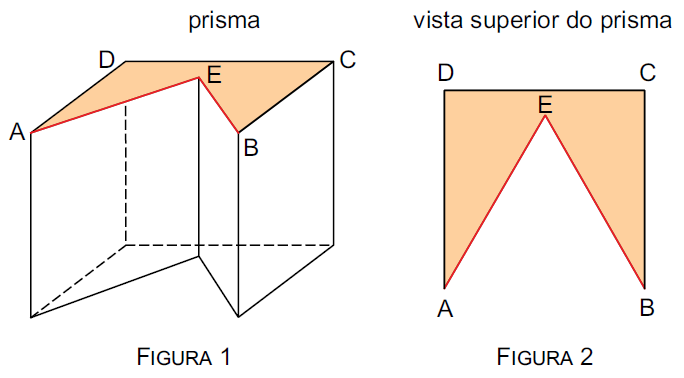 prisma
D
C
E
A
B
FIGURA 1
vista superior do prisma
D
C
E
A
B
FIGURA 2